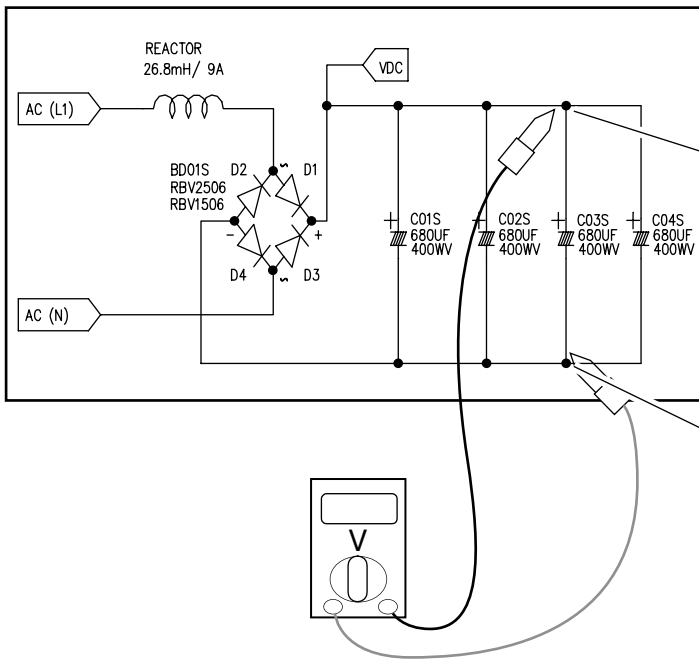 REACTOR
26.8mH/ 9A
VDC
AC (L1)
BD01S
RBV2506
RBV1506
D2
~
D1
-
+
D4
~
D3
+
C01S
680UF
400WV
+
C02S
680UF
400WV
+
C03S
680UF
400WV
+
C04S
680UF
400WV
AC (N)
V